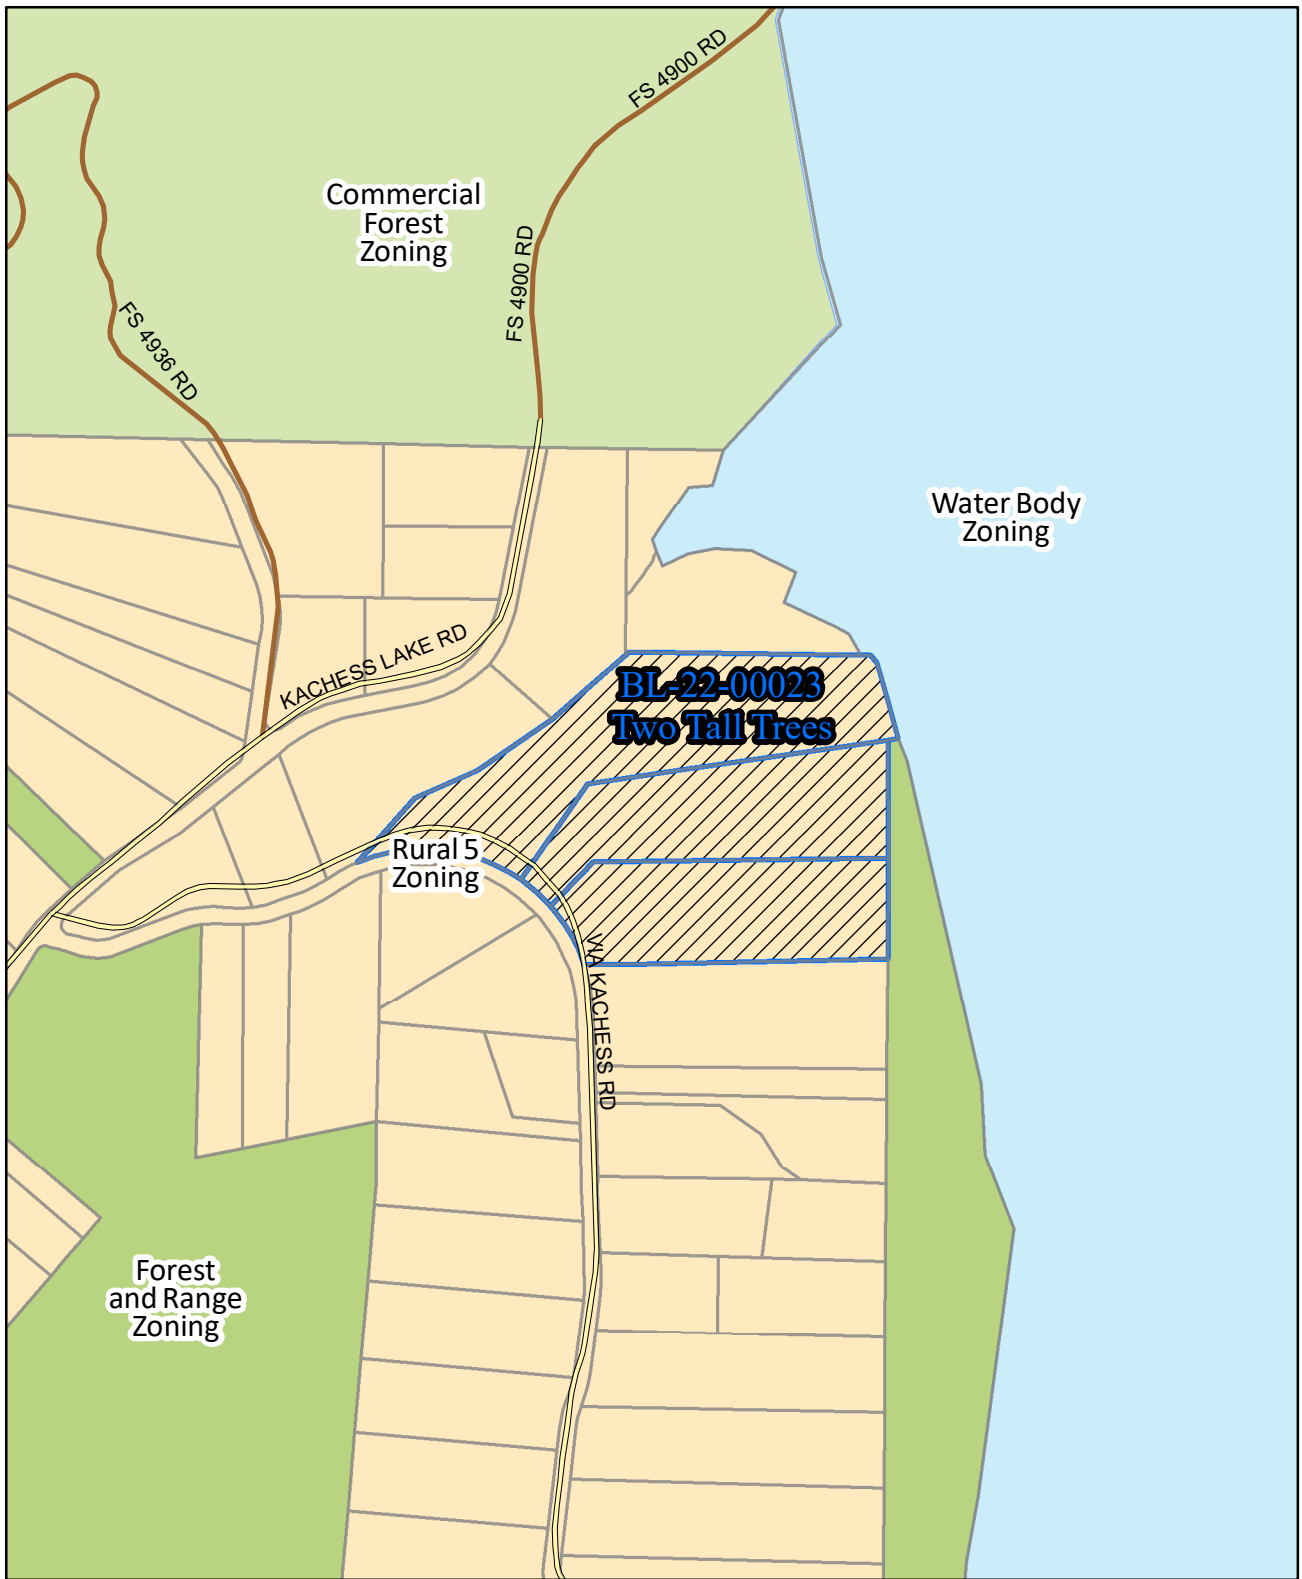 FS 4900 RD
Commercial
Forest
Zoning
FS 4900 RD
FS 4936 RD
Water Body
Zoning
KACHESS LAKE RD
BL-22-00023
Two Tall Trees
Rural 5
Zoning
VIA KACHESS RD
Forest
and Range
Zoning